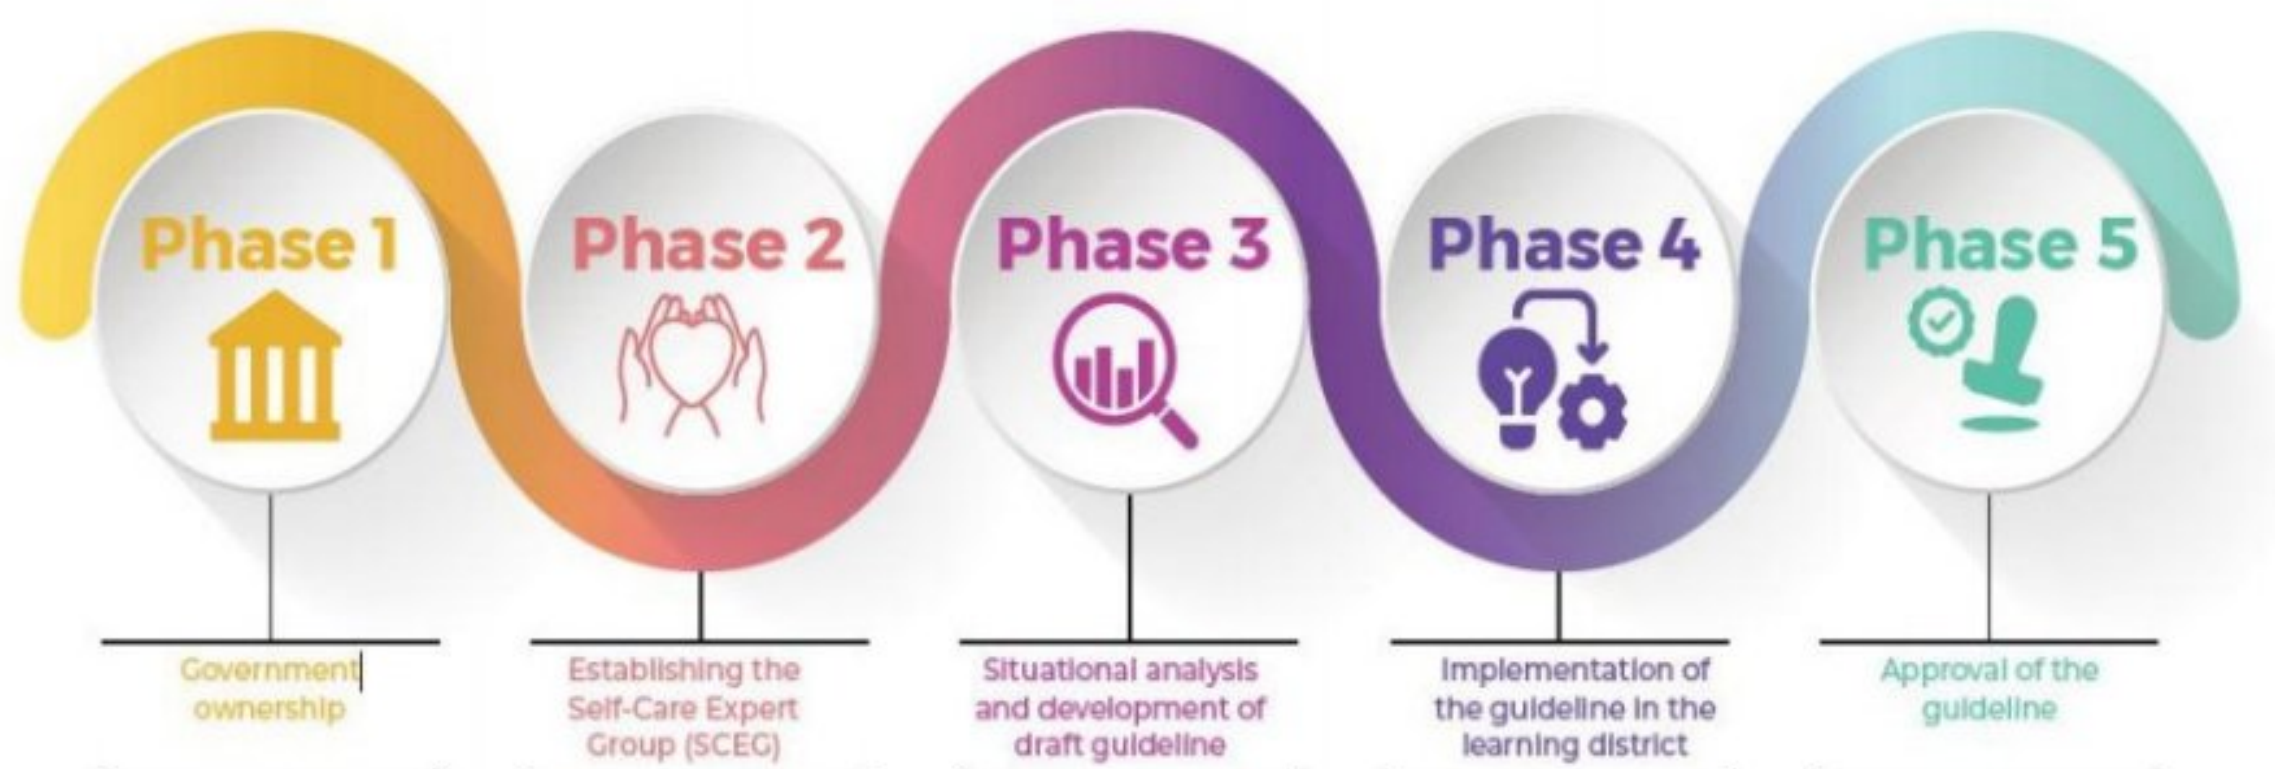 Phase 1
Phase 2
Phase 3
Phase 4
Phase 5
Government
ownership
Establishing the
Self-Care Expert
Group (SCEG)
Situational analysis
and development of
draft guideline
Implementation of
the guideline in the
learning district
Approval of the
guideline